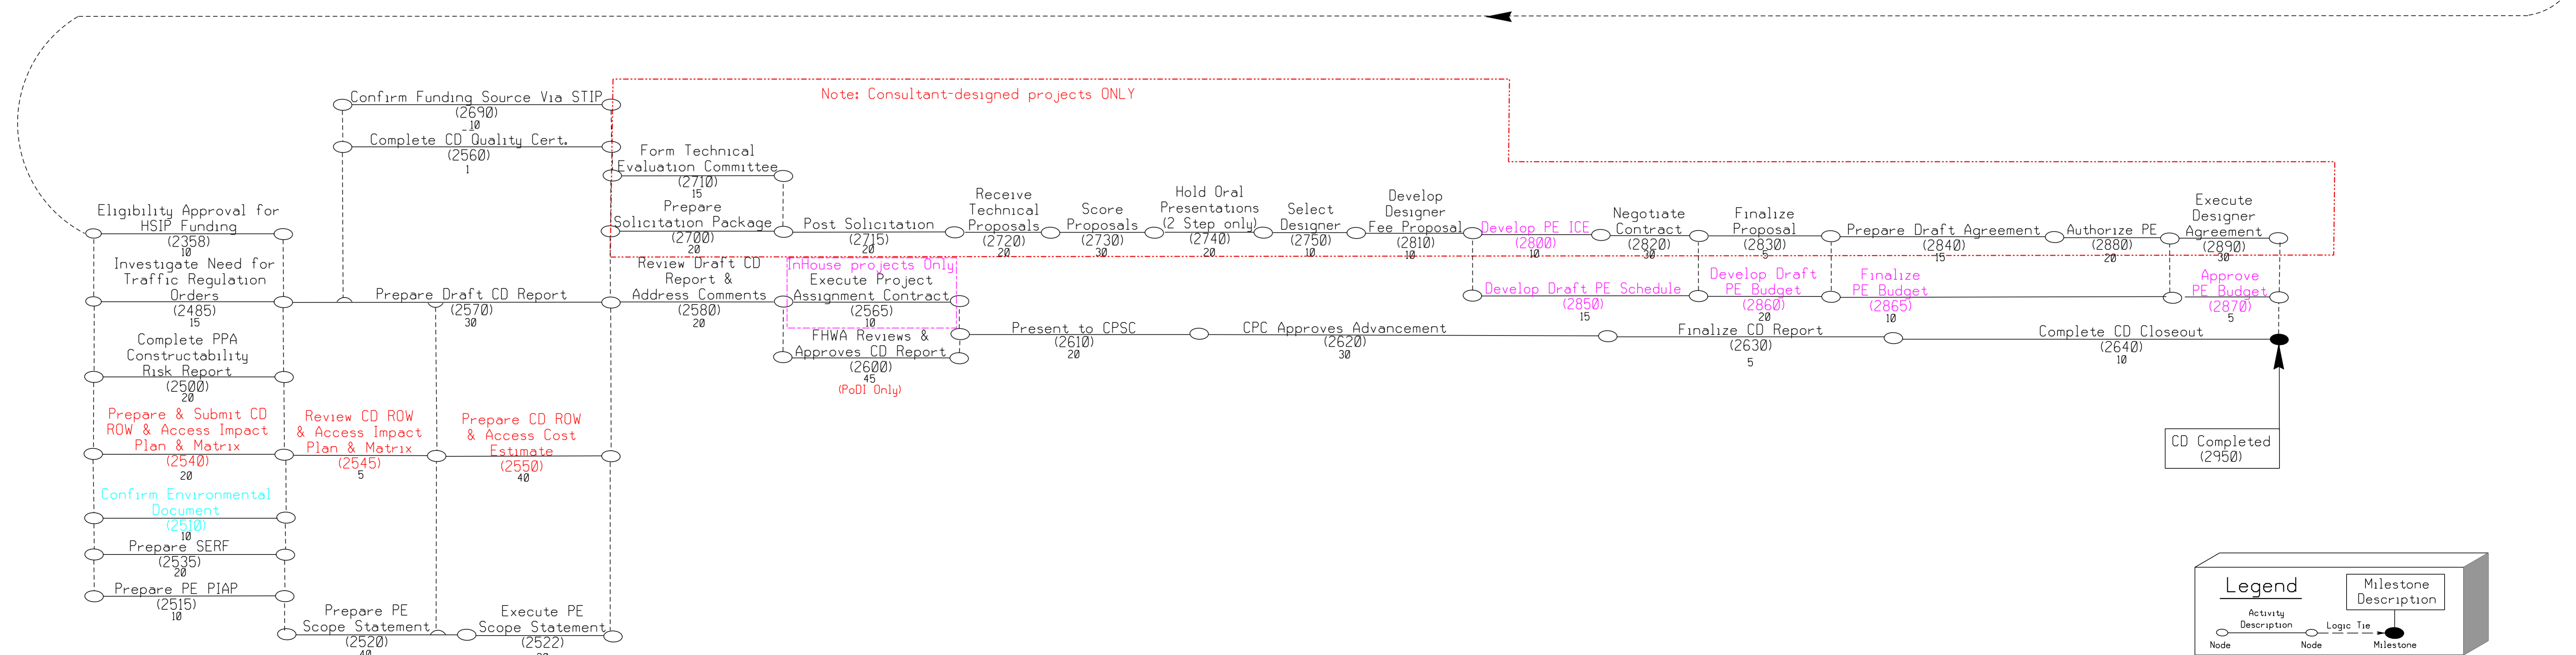 Confirm Funding Source Via STIP
(2690)
10
Complete CD Quality Cert.
(2560)
1
Note: Consultant-designed projects ONLY
Form Technical
Evaluation Committee
(2710)
15
Prepare
Solicitation Package
(2700)
20
Post Solicitation
(2715)
20
Receive
Technical
Proposals
(2720)
20
Score
Proposals
(2730)
30
Hold Oral
Presentations
(2 Step only)
(2740)
20
Select
Designer
(2750)
10
Develop
Designer
Fee Proposal
(2810)
10
Develop PE ICE
(2800)
10
Negotiate
Contract
(2820)
30
Finalize
Proposal
(2830)
5
Prepare Draft Agreement
(2840)
15
Authorize PE
(2880)
20
Execute
Designer
Agreement
(2890)
30
Eligibility Approval for
HSIP Funding
(2358)
10
Investigate Need for
Traffic Regulation
Orders
(2485)
15
Prepare Draft CD Report
(2570)
30
Review Draft CD
Report &
Address Comments
(2580)
20
InHouse projects Only
Execute Project
Assignment Contract
(2565)
10
Develop Draft PE Schedule
(2850)
15
Develop Draft
PE Budget
(2860)
20
Finalize
PE Budget
(2865)
10
Approve
PE Budget
(2870)
5
FHWA Reviews &
Approves CD Report
(2600)
45
(PoDI Only)
Present to CPSC
(2610)
20
CPC Approves Advancement
(2620)
30
Finalize CD Report
(2630)
5
Complete CD Closeout
(2640)
10
Complete PPA
Constructability
Risk Report
(2500)
20
Prepare & Submit CD
ROW & Access Impact
Plan & Matrix
(2540)
20
Review CD ROW
& Access Impact
Plan & Matrix
(2545)
5
Prepare CD ROW
& Access Cost
Estimate
(2550)
40
CD Completed
(2950)
Confirm Environmental
Document
(2510)
10
Prepare SERF
(2535)
20
Prepare PE PIAP
(2515)
10
Prepare PE
Scope Statement
(2520)
Execute PE
Scope Statement
(2522)
Legend
Milestone
Description
Activity
Description
Logic Tie
Node
Node
Milestone